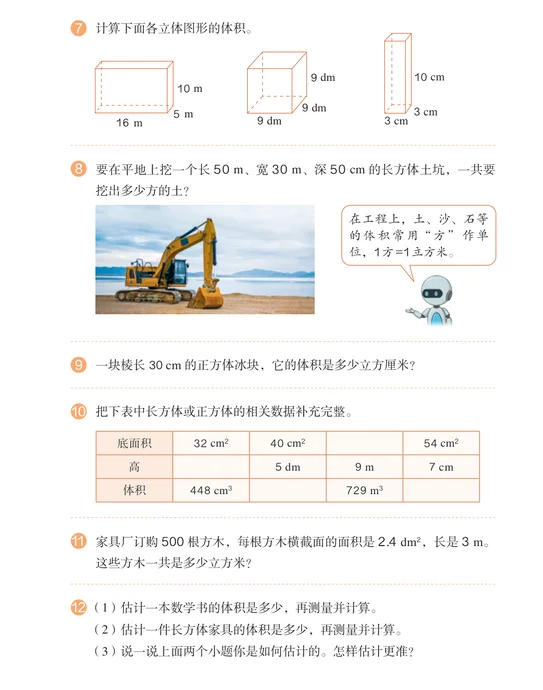 7 计算下面各立体图形的体积。
10 m
5 m
16 m
9 dm
9 dm
9 dm
10 cm
3 cm
3 cm
8 要在平地上挖一个长 50 m、宽 30 m、深 50 cm 的长方体土坑，一共要
挖出多少方的土？
在工程上，土、沙、石等
的体积常用“方”作单
位，1方=1立方米。
9 一块棱长 30 cm 的正方体冰块，它的体积是多少立方厘米？
10 把下表中长方体或正方体的相关数据补充完整。
底面积 32 cm² 40 cm² 54 cm²
高 5 dm 9 m 7 cm
体积 448 cm³ 729 m³
11 家具厂订购 500 根方木，每根方木横截面的面积是 2.4 dm²，长是 3 m。
这些方木一共是多少立方米？
12 （1）估计一本数学书的体积是多少，再测量并计算。
（2）估计一件长方体家具的体积是多少，再测量并计算。
（3）说一说上面两个小题你是如何估计的。怎样估计更准？